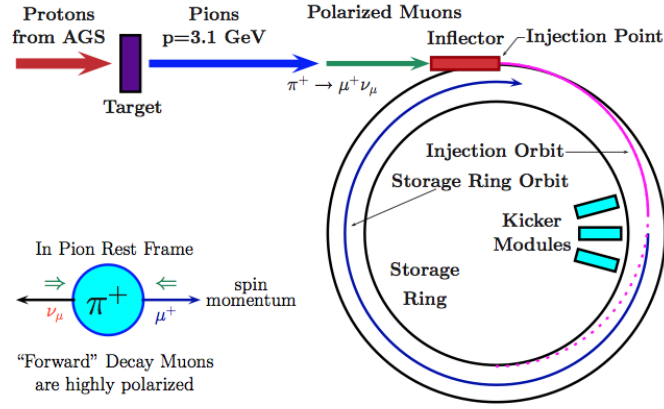 Protons
from AGS
Pions
p=3.1 GeV
Polarized Muons
Inflector
Injection Point
π⁺ → μ⁺ν_μ
Target
Injection Orbit
Storage Ring Orbit
Kicker
Modules
Storage
Ring
In Pion Rest Frame
⇒ ⇐
π⁺
ν_μ
μ⁺
spin
momentum
“Forward” Decay Muons
are highly polarized